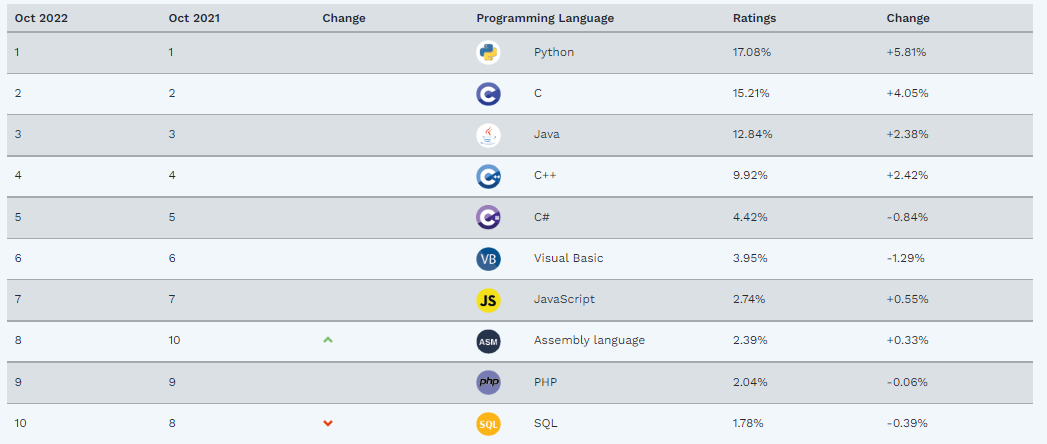 Oct 2022 Oct 2021 Change Programming Language Ratings Change
1 1 Python 17.08% +5.81%
2 2 C C 15.21% +4.05%
3 3 Java 12.84% +2.38%
4 4 C++ C++ 9.92% +2.42%
5 5 C# C# 4.42% -0.84%
6 6 VB Visual Basic 3.95% -1.29%
7 7 JS JavaScript 2.74% +0.55%
8 10 ASM Assembly language 2.39% +0.33%
9 9 php PHP 2.04% -0.06%
10 8 SQL SQL 1.78% -0.39%